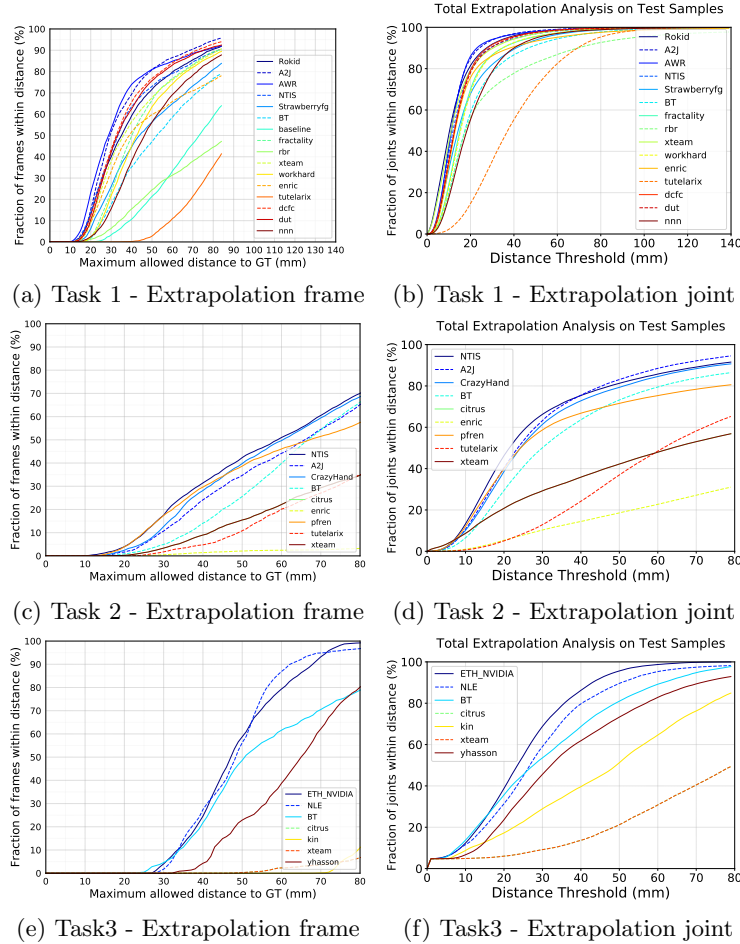 Total Extrapolation Analysis on Test Samples
Fraction of frames within distance (%)
100
90
80
70
60
50
40
30
20
10
0
Rokid
A2J
AWR
NTIS
Strawberryfg
BT
baseline
fractality
rbr
xteam
workhard
enric
tutelarix
dcfc
dut
nnn
0 10 20 30 40 50 60 70 80 90 100 110 120 130 140
Maximum allowed distance to GT (mm)
Fraction of joints within distance (%)
100
80
60
40
20
0
Rokid
A2J
AWR
NTIS
Strawberryfg
BT
fractality
rbr
xteam
workhard
enric
tutelarix
dcfc
dut
nnn
0 20 40 60 80 100 120 140
Distance Threshold (mm)
(a) Task 1 - Extrapolation frame (b) Task 1 - Extrapolation joint
Fraction of frames within distance (%)
100
90
80
70
60
50
40
30
20
10
0
NTIS
A2J
CrazyHand
BT
citrus
enric
pfren
tutelarix
xteam
0 10 20 30 40 50 60 70 80
Maximum allowed distance to GT (mm)
Total Extrapolation Analysis on Test Samples
Fraction of joints within distance (%)
100
80
60
40
20
0
NTIS
A2J
CrazyHand
BT
citrus
enric
pfren
tutelarix
xteam
0 10 20 30 40 50 60 70 80
Distance Threshold (mm)
(c) Task 2 - Extrapolation frame (d) Task 2 - Extrapolation joint
Fraction of frames within distance (%)
100
90
80
70
60
50
40
30
20
10
0
ETH_NVIDIA
NLE
BT
citrus
kin
xteam
yhasson
0 10 20 30 40 50 60 70 80
Maximum allowed distance to GT (mm)
Total Extrapolation Analysis on Test Samples
Fraction of joints within distance (%)
100
80
60
40
20
0
ETH_NVIDIA
NLE
BT
citrus
kin
xteam
yhasson
0 10 20 30 40 50 60 70 80
Distance Threshold (mm)
(e) Task3 - Extrapolation frame (f) Task3 - Extrapolation joint